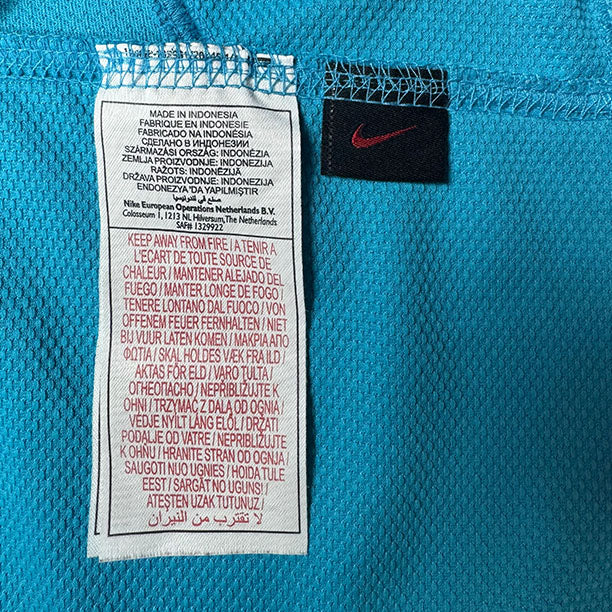 MADE IN INDONESIA
FABRIQUE EN INDONESIE
FABRICADO NA INDONÉSIA
СДЕЛАНО В ИНДОНЕЗИИ
SZÁRMAZÁSI ORSZÁG: INDONÉZIA
ZEMLJA PROIZVODNJE: INDONEZIJA
RAŽOTS: INDONĒZIJĀ
DRŽAVA PROIZVODNJE: INDONEZIJA
ENDONEZYA'DA YAPILMIŞTIR
صنع في اندونيسيا
Nike European Operations Netherlands B.V.
Colosseum 1, 1213 NL Hilversum, The Netherlands
SAF# 1329922
KEEP AWAY FROM FIRE / A TENIR A
L'ECART DE TOUTE SOURCE DE
CHALEUR / MANTENER ALEJADO DEL
FUEGO / MANTER LONGE DE FOGO /
TENERE LONTANO DAL FUOCO / VON
OFFENEM FEUER FERNHALTEN / NIET
BIJ VUUR LATEN KOMEN / ΜΑΚΡΙΑ ΑΠΟ
ΦΩΤΙΑ / SKAL HOLDES VÆK FRA ILD /
AKTAS FÖR ELD / VARO TULTA /
ОГНЕОПАСНО / NEPŘIBLIŽUJTE K
OHNI / TRZYMAĆ Z DALA OD OGNIA /
VÉDJE NYÍLT LÁNG ELŐL / DRŽATI
PODALJE OD VATRE / NEPRIBLIŽUJTE
K OHŇU / HRANITE STRAN OD OGNJA /
SAUGOTI NUO UGNIES / HOIDA TULE
EEST / SARGĀT NO UGUNS! /
ATEŞTEN UZAK TUTUNUZ /
لا تقترب من النيران